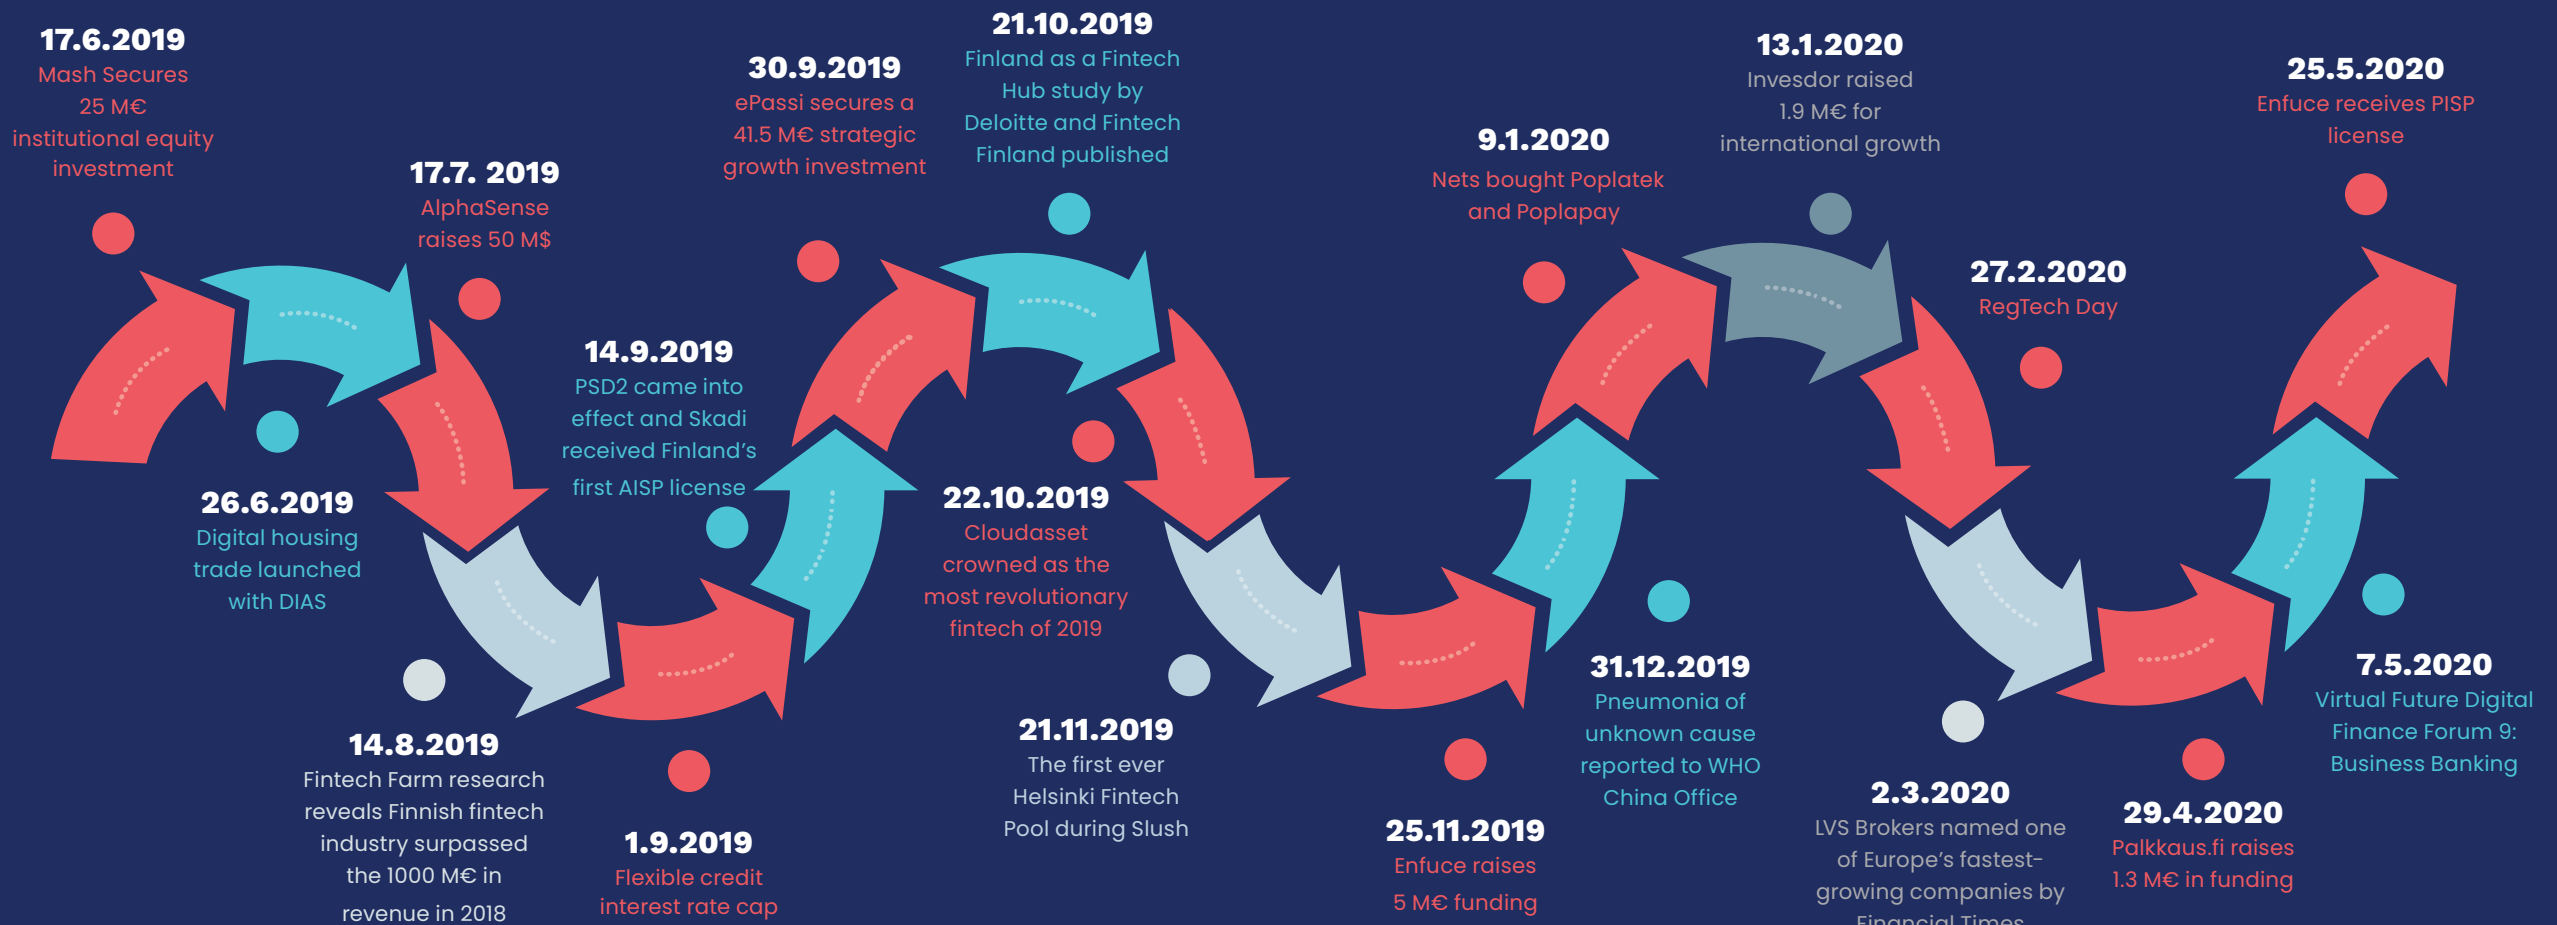 17.6.2019
Mash Secures
25 M€
institutional equity
investment
26.6.2019
Digital housing
trade launched
with DIAS
17.7. 2019
AlphaSense
raises 50 M$
14.8.2019
Fintech Farm research
reveals Finnish fintech
industry surpassed
the 1000 M€ in
revenue in 2018
1.9.2019
Flexible credit
interest rate cap
14.9.2019
PSD2 came into
effect and Skadi
received Finland’s
first AISP license
30.9.2019
ePassi secures a
41.5 M€ strategic
growth investment
21.10.2019
Finland as a Fintech
Hub study by
Deloitte and Fintech
Finland published
22.10.2019
Cloudasset
crowned as the
most revolutionary
fintech of 2019
21.11.2019
The first ever
Helsinki Fintech
Pool during Slush
25.11.2019
Enfuce raises
5 M€ funding
31.12.2019
Pneumonia of
unknown cause
reported to WHO
China Office
9.1.2020
Nets bought Poplatek
and Poplapay
13.1.2020
Invesdor raised
1.9 M€ for
international growth
27.2.2020
RegTech Day
2.3.2020
LVS Brokers named one
of Europe’s fastest-
growing companies by
Financial Times
29.4.2020
Palkkaus.fi raises
1.3 M€ in funding
7.5.2020
Virtual Future Digital
Finance Forum 9:
Business Banking
25.5.2020
Enfuce receives PISP
license